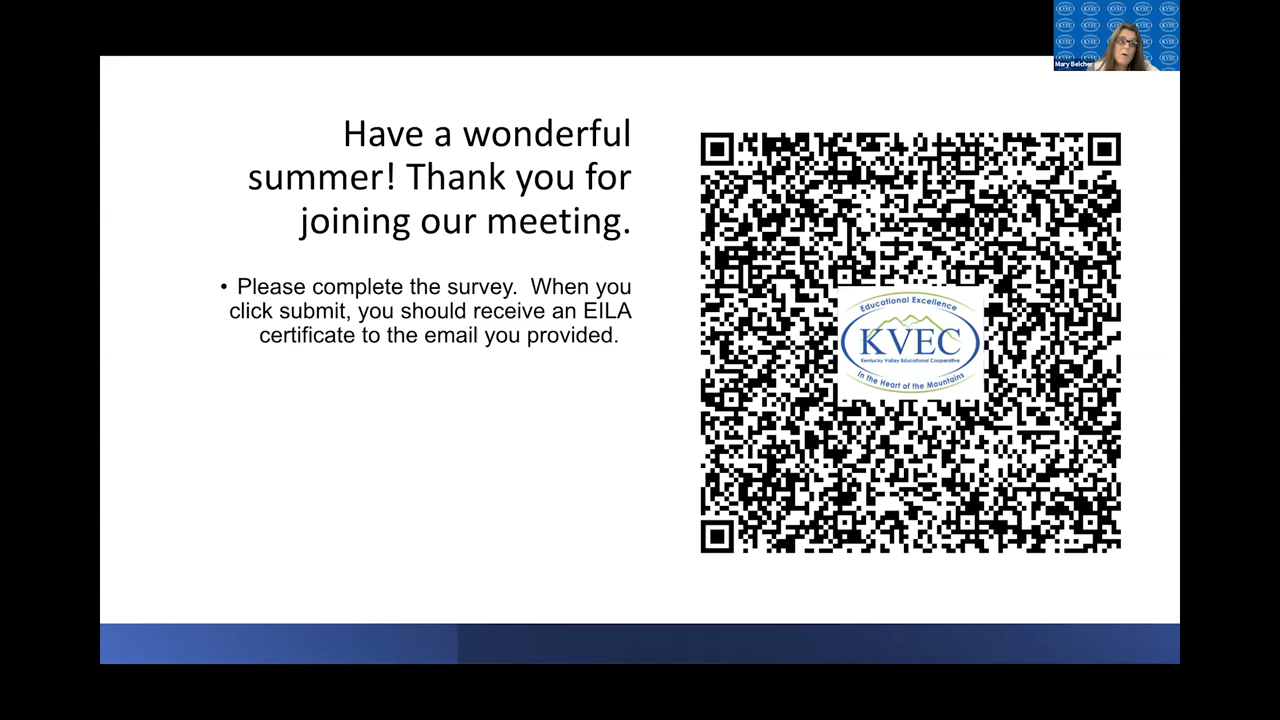 Mary Belcher
Have a wonderful
summer! Thank you for
joining our meeting.
• Please complete the survey.  When you
click submit, you should receive an EILA
certificate to the email you provided.
Educational Excellence
KVEC
Kentucky Valley Educational Cooperative
In the Heart of the Mountains